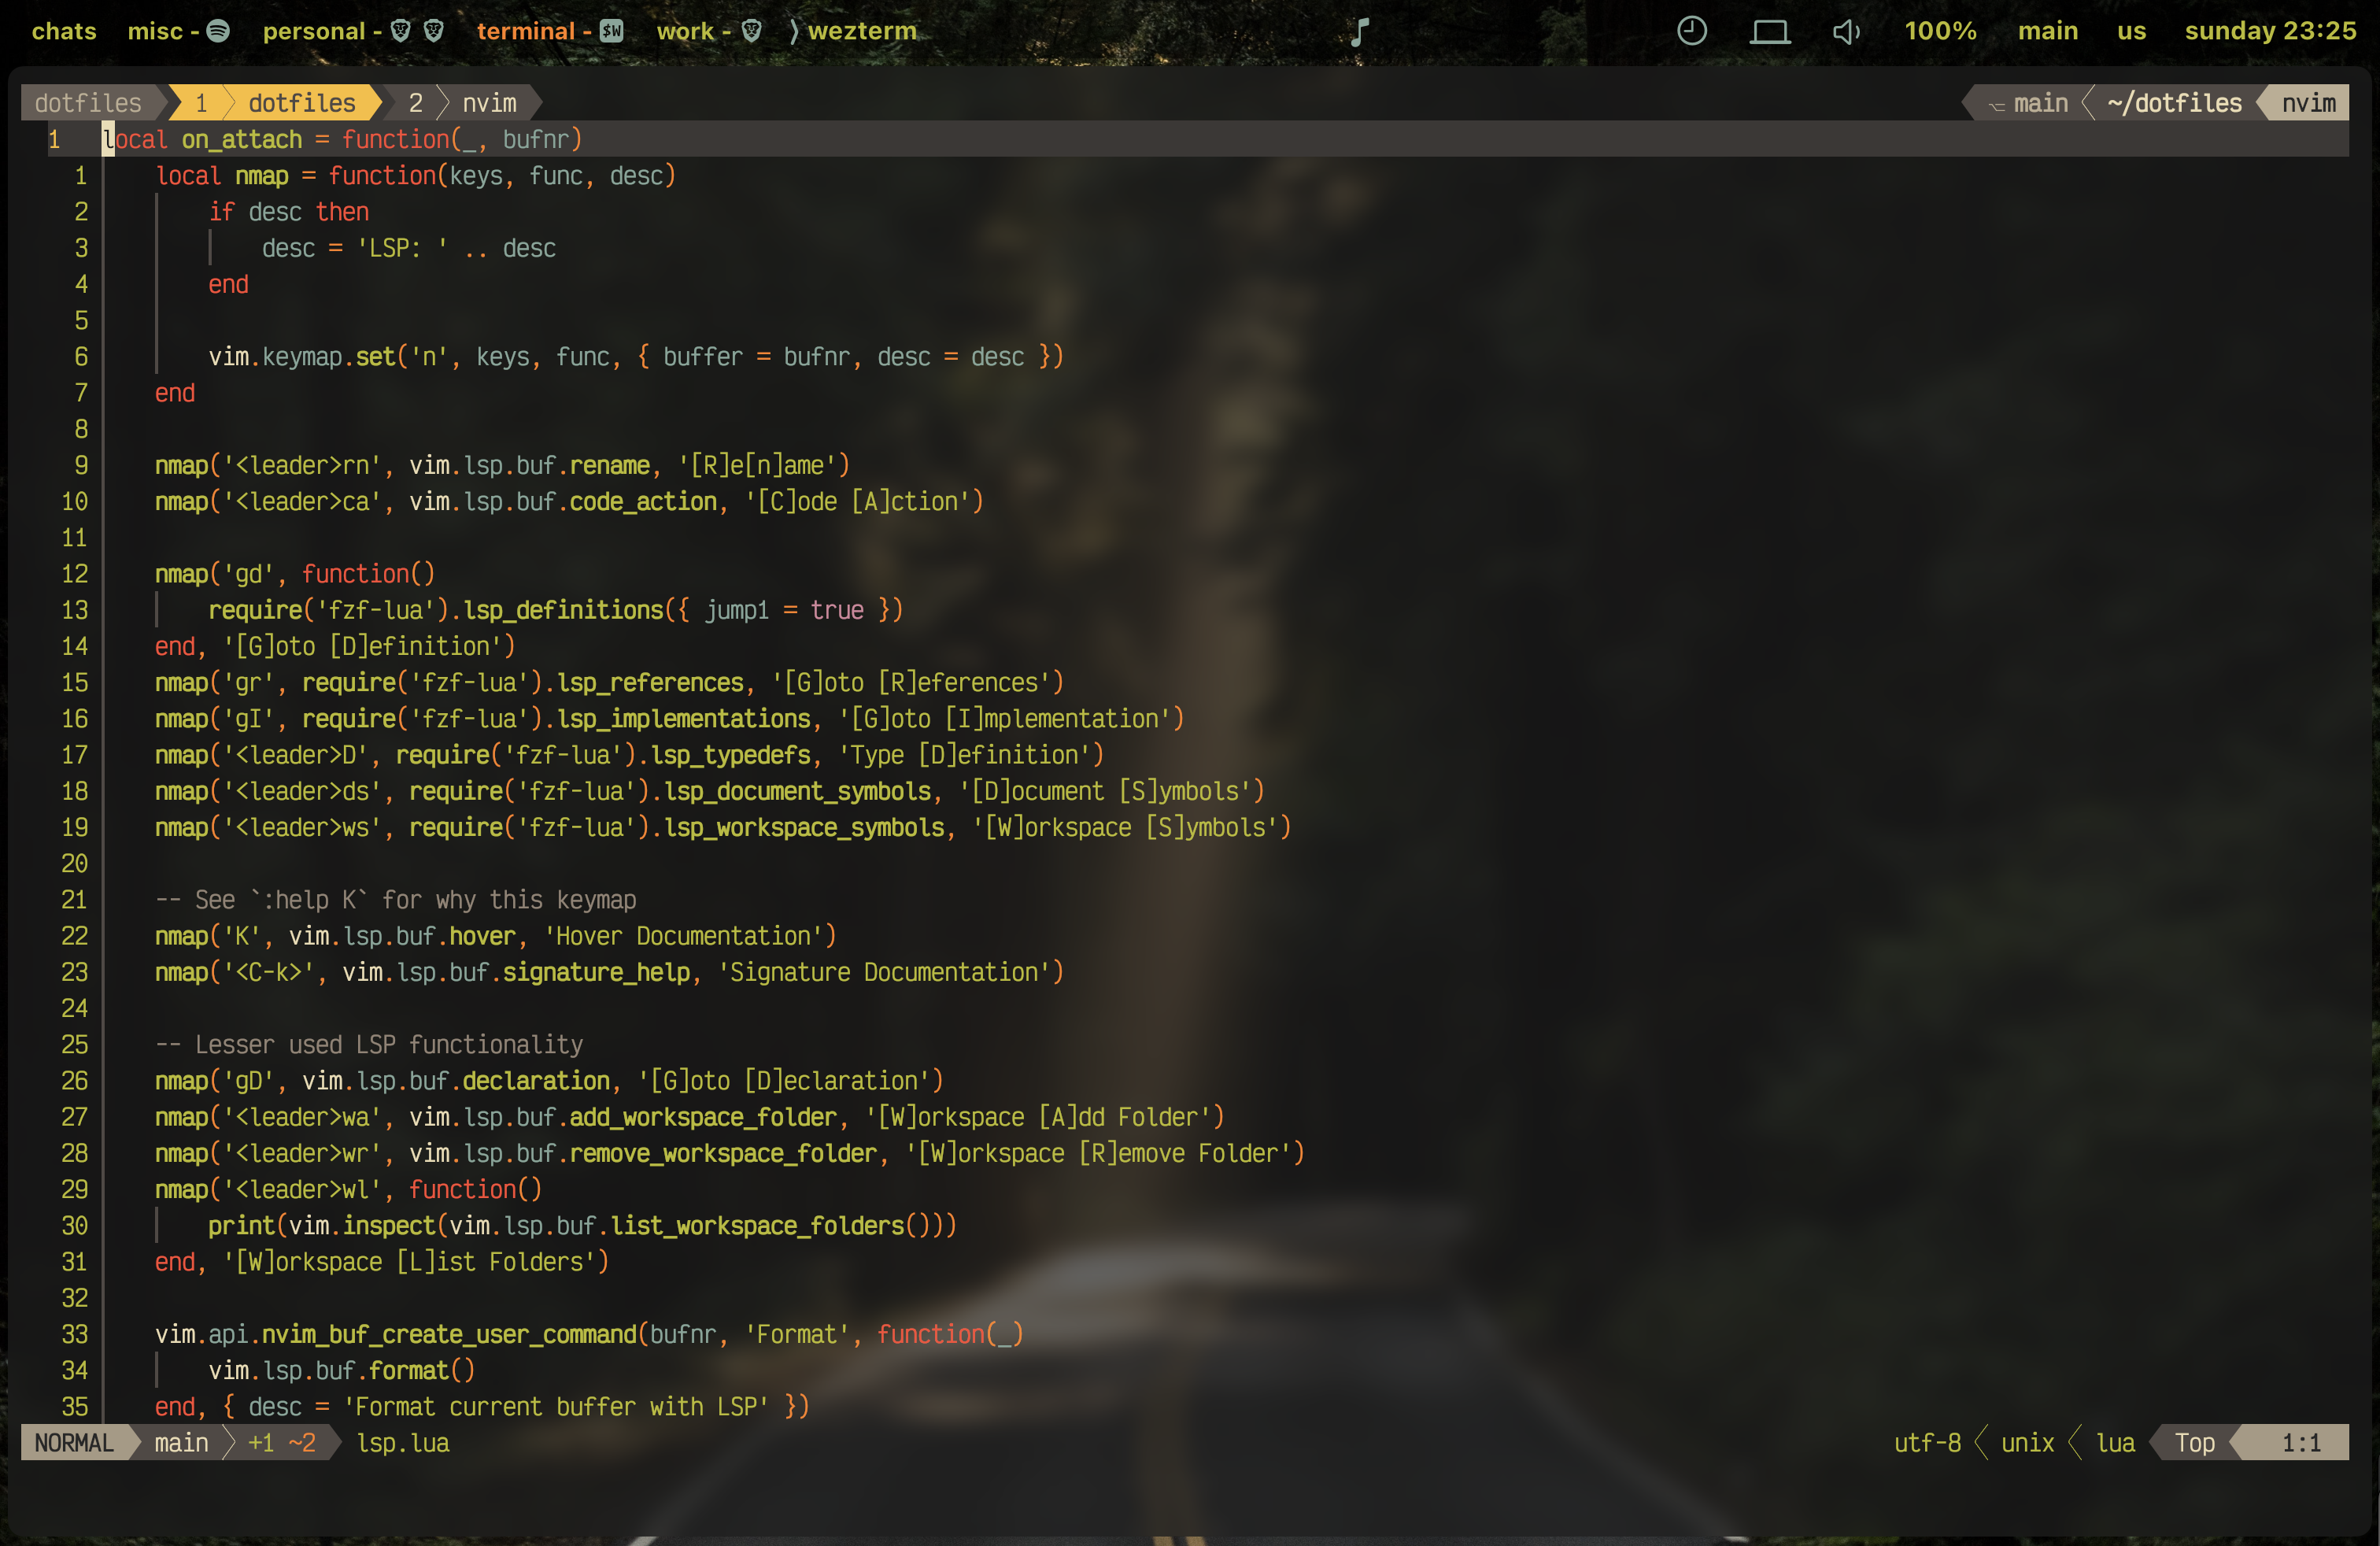 chats misc - personal - terminal - $W work - ⟩ wezterm 100% main us sunday 23:25
dotfiles 1 dotfiles 2 nvim main ~/dotfiles nvim
1 local on_attach = function(_, bufnr)
1 local nmap = function(keys, func, desc)
2 if desc then
3 desc = 'LSP: ' .. desc
4 end
5
6 vim.keymap.set('n', keys, func, { buffer = bufnr, desc = desc })
7 end
8
9 nmap('<leader>rn', vim.lsp.buf.rename, '[R]e[n]ame')
10 nmap('<leader>ca', vim.lsp.buf.code_action, '[C]ode [A]ction')
11
12 nmap('gd', function()
13 require('fzf-lua').lsp_definitions({ jump1 = true })
14 end, '[G]oto [D]efinition')
15 nmap('gr', require('fzf-lua').lsp_references, '[G]oto [R]eferences')
16 nmap('gI', require('fzf-lua').lsp_implementations, '[G]oto [I]mplementation')
17 nmap('<leader>D', require('fzf-lua').lsp_typedefs, 'Type [D]efinition')
18 nmap('<leader>ds', require('fzf-lua').lsp_document_symbols, '[D]ocument [S]ymbols')
19 nmap('<leader>ws', require('fzf-lua').lsp_workspace_symbols, '[W]orkspace [S]ymbols')
20
21 -- See `:help K` for why this keymap
22 nmap('K', vim.lsp.buf.hover, 'Hover Documentation')
23 nmap('<C-k>', vim.lsp.buf.signature_help, 'Signature Documentation')
24
25 -- Lesser used LSP functionality
26 nmap('gD', vim.lsp.buf.declaration, '[G]oto [D]eclaration')
27 nmap('<leader>wa', vim.lsp.buf.add_workspace_folder, '[W]orkspace [A]dd Folder')
28 nmap('<leader>wr', vim.lsp.buf.remove_workspace_folder, '[W]orkspace [R]emove Folder')
29 nmap('<leader>wl', function()
30 print(vim.inspect(vim.lsp.buf.list_workspace_folders()))
31 end, '[W]orkspace [L]ist Folders')
32
33 vim.api.nvim_buf_create_user_command(bufnr, 'Format', function(_)
34 vim.lsp.buf.format()
35 end, { desc = 'Format current buffer with LSP' })
NORMAL main +1 ~2 lsp.lua utf-8 unix lua Top 1:1